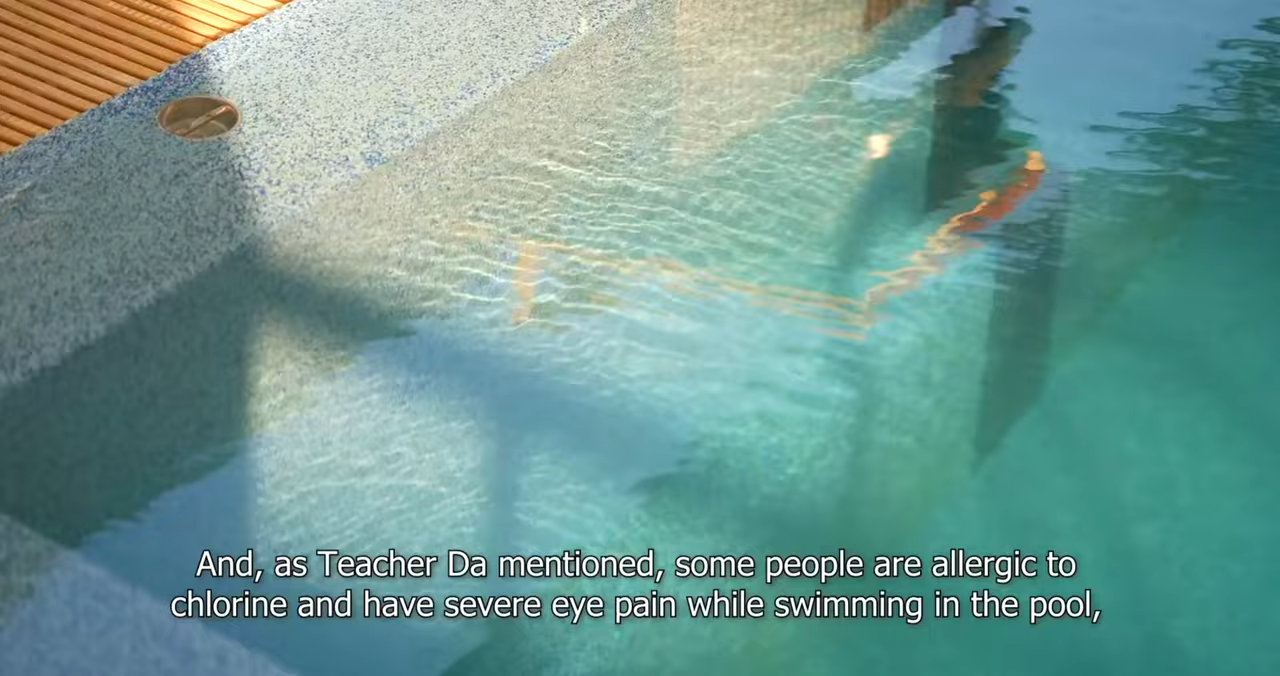 And, as Teacher Da mentioned, some people are allergic to
chlorine and have severe eye pain while swimming in the pool,